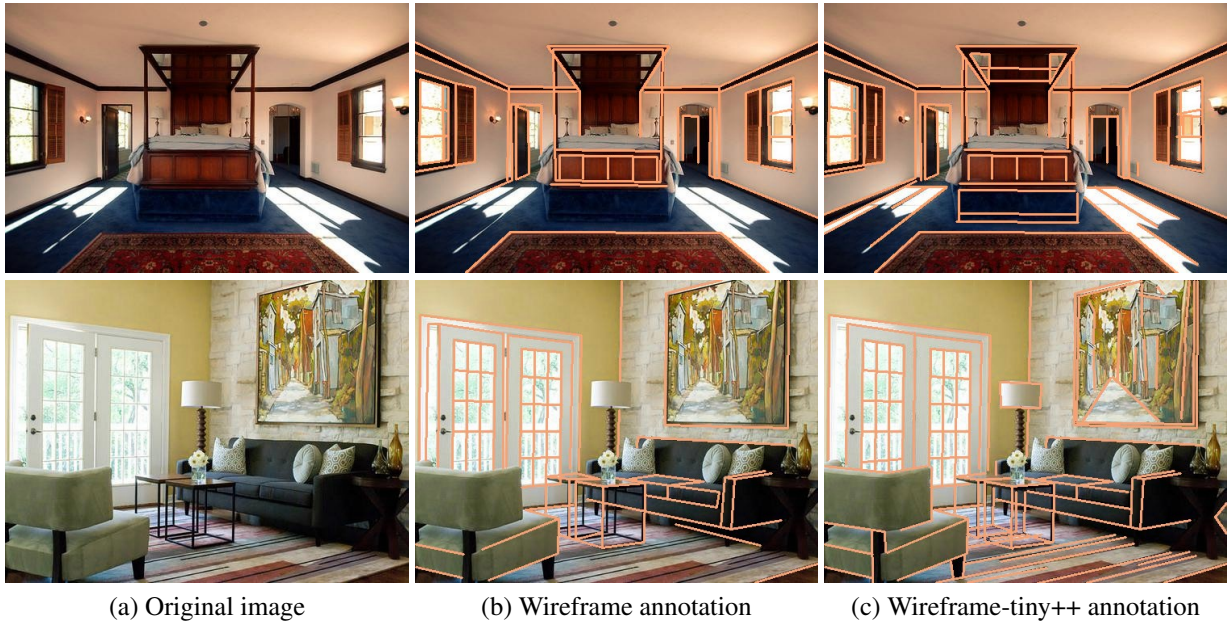 (a) Original image
(b) Wireframe annotation
(c) Wireframe-tiny++ annotation